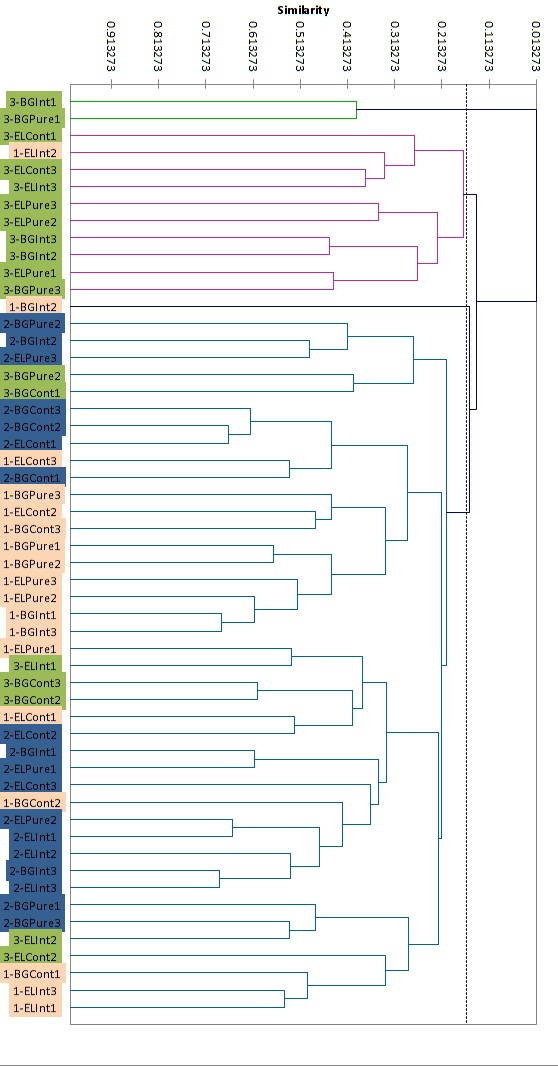 Similarity
0.913273
0.813273
0.713273
0.613273
0.513273
0.413273
0.313273
0.213273
0.113273
0.013273
3-BGInt1
3-BGPure1
3-ELCont1
1-ELInt2
3-ELCont3
3-ELInt3
3-ELPure3
3-ELPure2
3-BGInt3
3-BGInt2
3-ELPure1
3-BGPure3
1-BGInt2
2-BGPure2
2-BGInt2
2-ELPure3
3-BGPure2
3-BGCont1
2-BGCont3
2-BGCont2
2-ELCont1
1-ELCont3
2-BGCont1
1-BGPure3
1-ELCont2
1-BGCont3
1-BGPure1
1-BGPure2
1-ELPure3
1-ELPure2
1-BGInt1
1-BGInt3
1-ELPure1
3-ELInt1
3-BGCont3
3-BGCont2
1-ELCont1
2-ELCont2
2-BGInt1
2-ELPure1
2-ELCont3
1-BGCont2
2-ELPure2
2-ELInt1
2-ELInt2
2-BGInt3
2-ELInt3
2-BGPure1
2-BGPure3
3-ELInt2
3-ELCont2
1-BGCont1
1-ELInt3
1-ELInt1